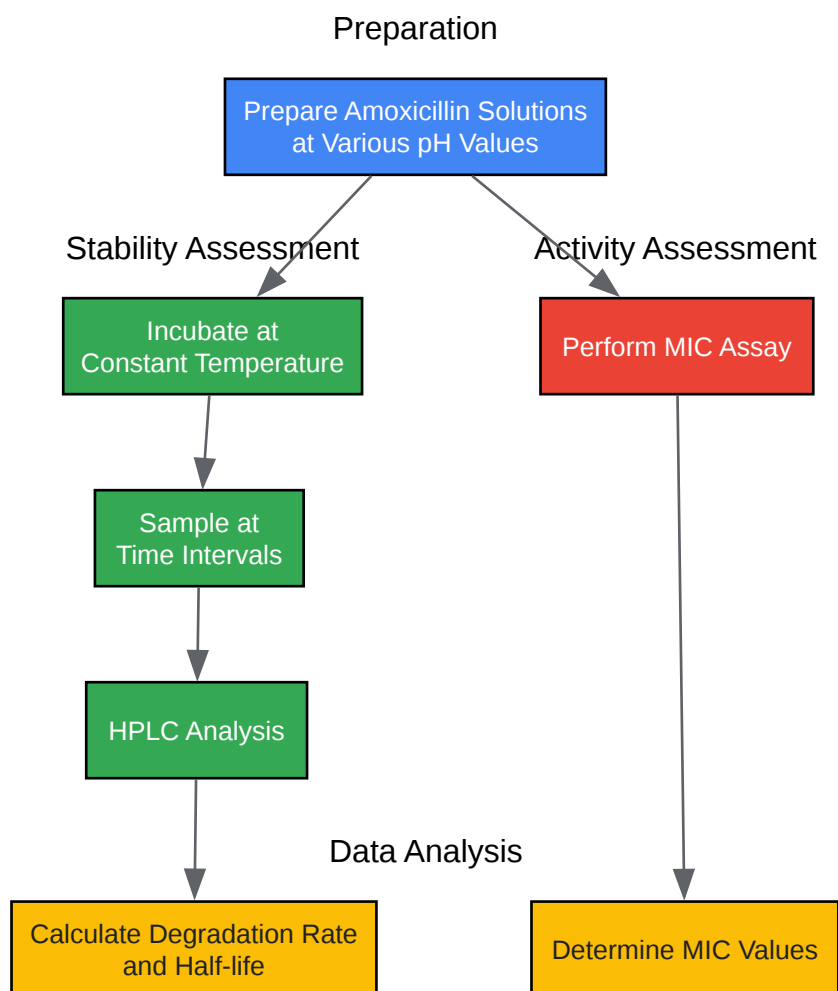 Preparation
Prepare Amoxicillin Solutions
at Various pH Values
Stability Assessment
Activity Assessment
Incubate at
Constant Temperature
Perform MIC Assay
Sample at
Time Intervals
HPLC Analysis
Data Analysis
Calculate Degradation Rate
and Half-life
Determine MIC Values